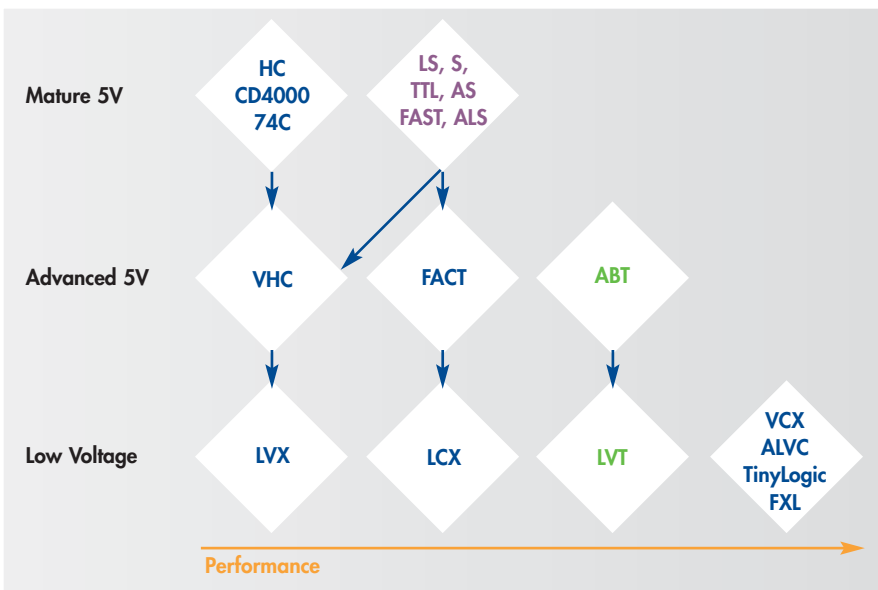 Mature 5V
HC
CD4000
74C
LS, S,
TTL, AS
FAST, ALS
Advanced 5V
VHC
FACT
ABT
Low Voltage
LVX
LCX
LVT
VCX
ALVC
TinyLogic
FXL
Performance